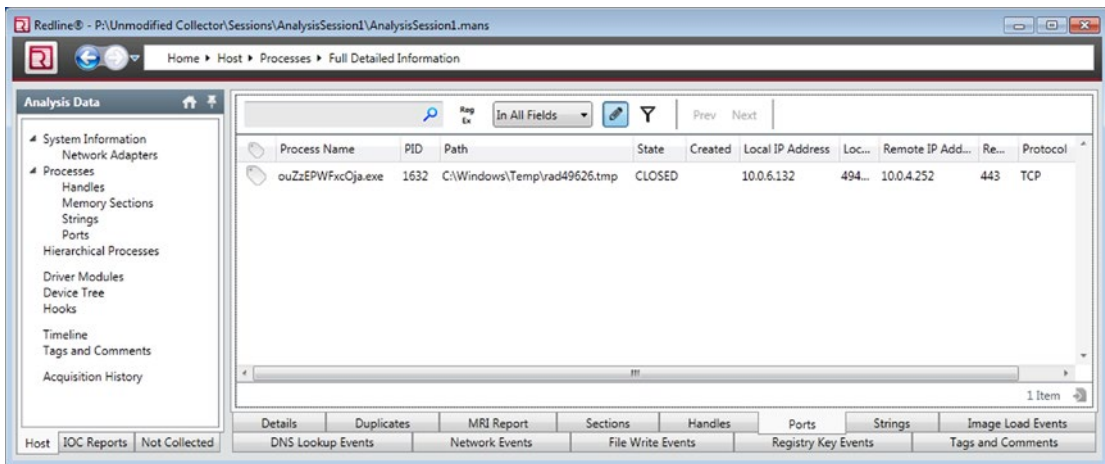 Redline® - P:\Unmodified Collector\Sessions\AnalysisSession1\AnalysisSession1.mans
Home ▸ Host ▸ Processes ▸ Full Detailed Information
Analysis Data
System Information
Network Adapters
Processes
Handles
Memory Sections
Strings
Ports
Hierarchical Processes
Driver Modules
Device Tree
Hooks
Timeline
Tags and Comments
Acquisition History
Host IOC Reports Not Collected
Reg Ex In All Fields Prev Next
Process Name PID Path State Created Local IP Address Loc... Remote IP Add... Re... Protocol
ouZzEPWFxcOja.exe 1632 C:\Windows\Temp\rad49626.tmp CLOSED 10.0.6.132 494... 10.0.4.252 443 TCP
1 Item
Details Duplicates MRI Report Sections Handles Ports Strings Image Load Events
DNS Lookup Events Network Events File Write Events Registry Key Events Tags and Comments